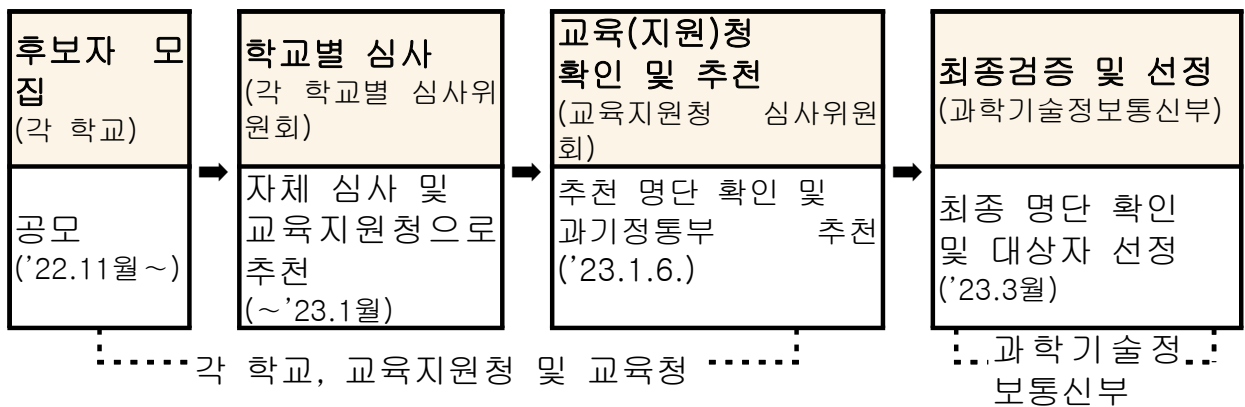 후보자 모
집
(각 학교)
공모
('22.11월～)
➡
학교별 심사
(각 학교별 심사위
원회)
자체 심사 및
교육지원청으로
추천
(～'23.1월)
➡
교육(지원)청
확인 및 추천
(교육지원청 심사위원
회)
추천 명단 확인 및
과기정통부 추천
('23.1.6.)
➡
최종검증 및 선정
(과학기술정보통신부)
최종 명단 확인
및 대상자 선정
('23.3월)
각 학교, 교육지원청 및 교육청
과학기술정
보통신부